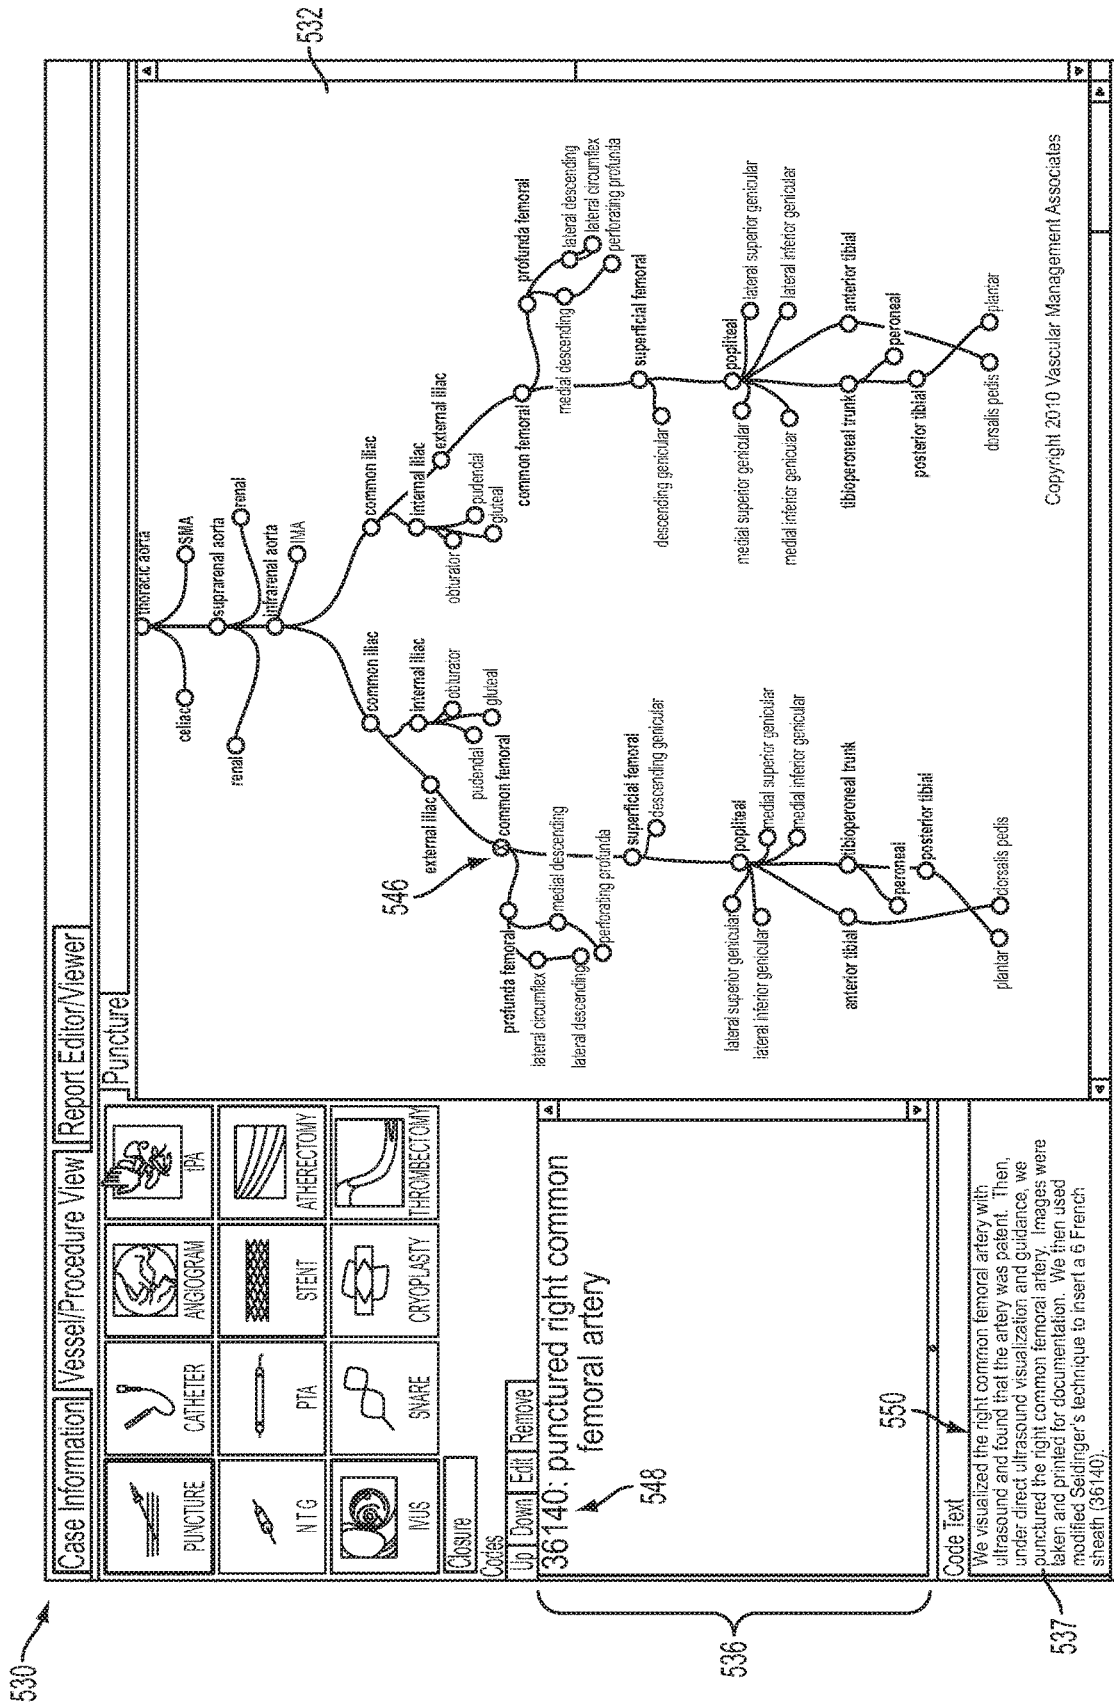 530
Case Information
Vessel/Procedure View
Report Editor/Viewer
PUNCTURE
CATHETER
ANGIOGRAM
tPA
NTG
PTA
STENT
ATHERECTOMY
IVUS
SNARE
CRYOPLASTY
THROMBECTOMY
Closure
Codes
Up
Down
Edit
Remove
36140: punctured right common
femoral artery
548
536
Code Text
550
We visualized the right common femoral artery with
ultrasound and found that the artery was patent. Then,
under direct ultrasound visualization and guidance, we
punctured the right common femoral artery. Images were
taken and printed for documentation. We then used
modified Seldinger's technique to insert a 6 French
sheath (36140).
537
Puncture
532
thoracic aorta
celiac
SMA
suprarenal aorta
renal
renal
infrarenal aorta
IMA
common iliac
internal iliac
obturator
pudendal
gluteal
external iliac
common femoral
546
profunda femoral
medial descending
lateral circumflex
lateral descending
perforating profunda
superficial femoral
descending genicular
popliteal
lateral superior genicular
medial superior genicular
lateral inferior genicular
medial inferior genicular
tibioperoneal trunk
anterior tibial
peroneal
posterior tibial
plantar
dorsalis pedis
common iliac
internal iliac
pudendal
obturator
gluteal
external iliac
common femoral
profunda femoral
lateral descending
lateral circumflex
medial descending
perforating profunda
superficial femoral
descending genicular
popliteal
medial superior genicular
lateral superior genicular
medial inferior genicular
lateral inferior genicular
tibioperoneal trunk
anterior tibial
peroneal
posterior tibial
dorsalis pedis
plantar
Copyright 2010 Vascular Management Associates